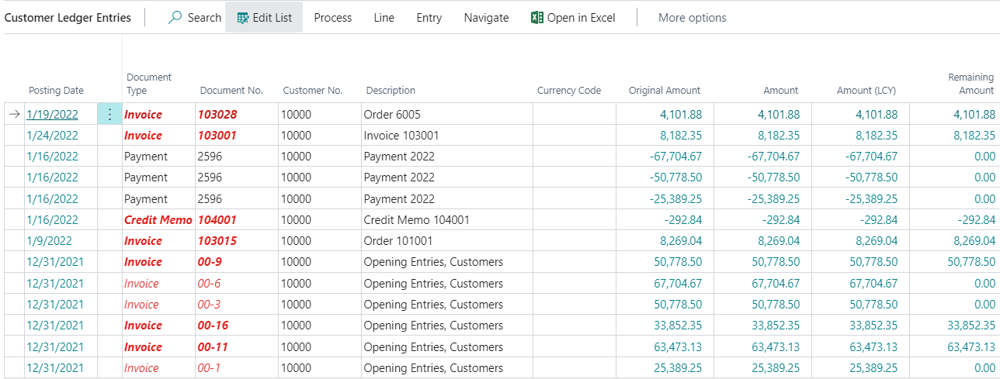 Customer Ledger Entries Search Edit List Process Line Entry Navigate Open in Excel More options
Posting Date Document Type Document No. Customer No. Description Currency Code Original Amount Amount Amount (LCY) Remaining Amount
1/19/2022 Invoice 103028 10000 Order 6005 4,101.88 4,101.88 4,101.88 4,101.88
1/24/2022 Invoice 103001 10000 Invoice 103001 8,182.35 8,182.35 8,182.35 8,182.35
1/16/2022 Payment 2596 10000 Payment 2022 -67,704.67 -67,704.67 -67,704.67 0.00
1/16/2022 Payment 2596 10000 Payment 2022 -50,778.50 -50,778.50 -50,778.50 0.00
1/16/2022 Payment 2596 10000 Payment 2022 -25,389.25 -25,389.25 -25,389.25 0.00
1/16/2022 Credit Memo 104001 10000 Credit Memo 104001 -292.84 -292.84 -292.84 -292.84
1/9/2022 Invoice 103015 10000 Order 101001 8,269.04 8,269.04 8,269.04 8,269.04
12/31/2021 Invoice 00-9 10000 Opening Entries, Customers 50,778.50 50,778.50 50,778.50 50,778.50
12/31/2021 Invoice 00-6 10000 Opening Entries, Customers 67,704.67 67,704.67 67,704.67 0.00
12/31/2021 Invoice 00-3 10000 Opening Entries, Customers 50,778.50 50,778.50 50,778.50 0.00
12/31/2021 Invoice 00-16 10000 Opening Entries, Customers 33,852.35 33,852.35 33,852.35 33,852.35
12/31/2021 Invoice 00-11 10000 Opening Entries, Customers 63,473.13 63,473.13 63,473.13 63,473.13
12/31/2021 Invoice 00-1 10000 Opening Entries, Customers 25,389.25 25,389.25 25,389.25 0.00